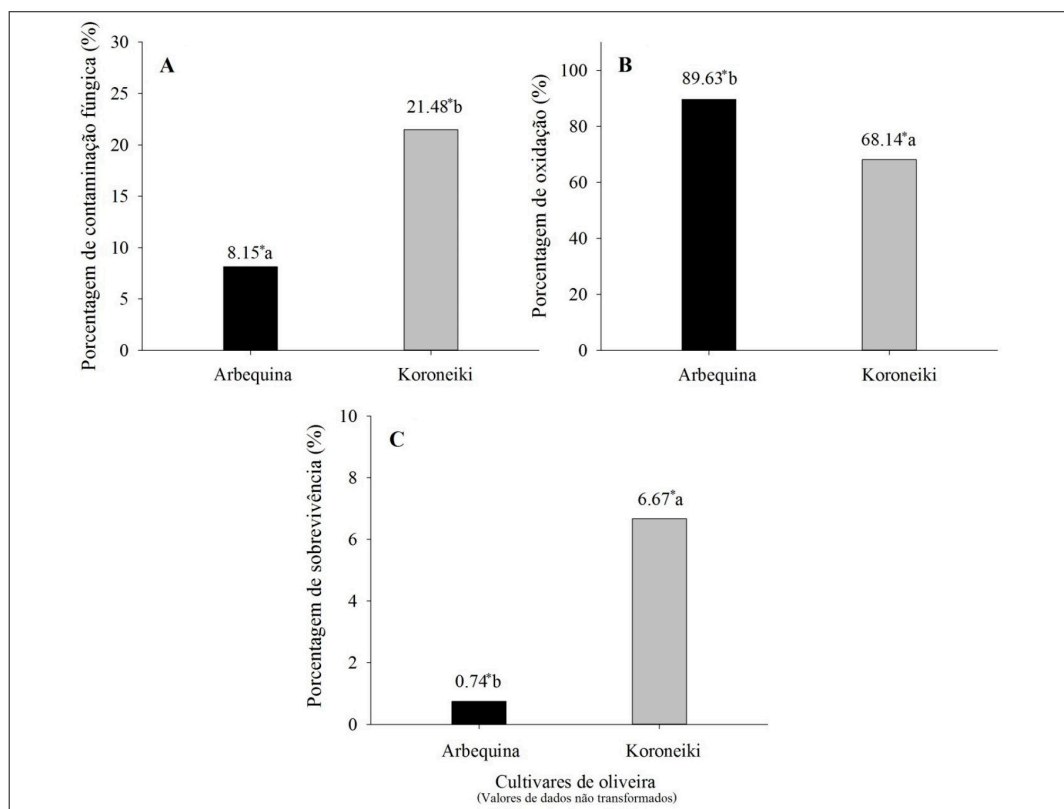 A
Porcentagem de contaminação fúngica (%)
30
25
20
15
10
5
0
8.15*a
21.48*b
Arbequina
Koroneiki
B
Porcentagem de oxidação (%)
100
80
60
40
20
0
89.63*b
68.14*a
Arbequina
Koroneiki
C
Porcentagem de sobrevivência (%)
10
8
6
4
2
0
0.74*b
6.67*a
Arbequina
Koroneiki
Cultivares de oliveira
(Valores de dados não transformados)